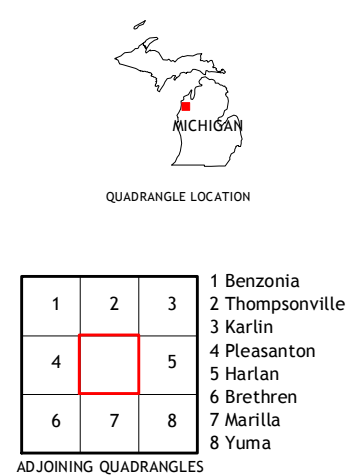 MICHIGAN
QUADRANGLE LOCATION
1 2 3
4 5
6 7 8
1 Benzonia
2 Thompsonville
3 Karlin
4 Pleasanton
5 Harlan
6 Brethren
7 Marilla
8 Yuma
ADJOINING QUADRANGLES